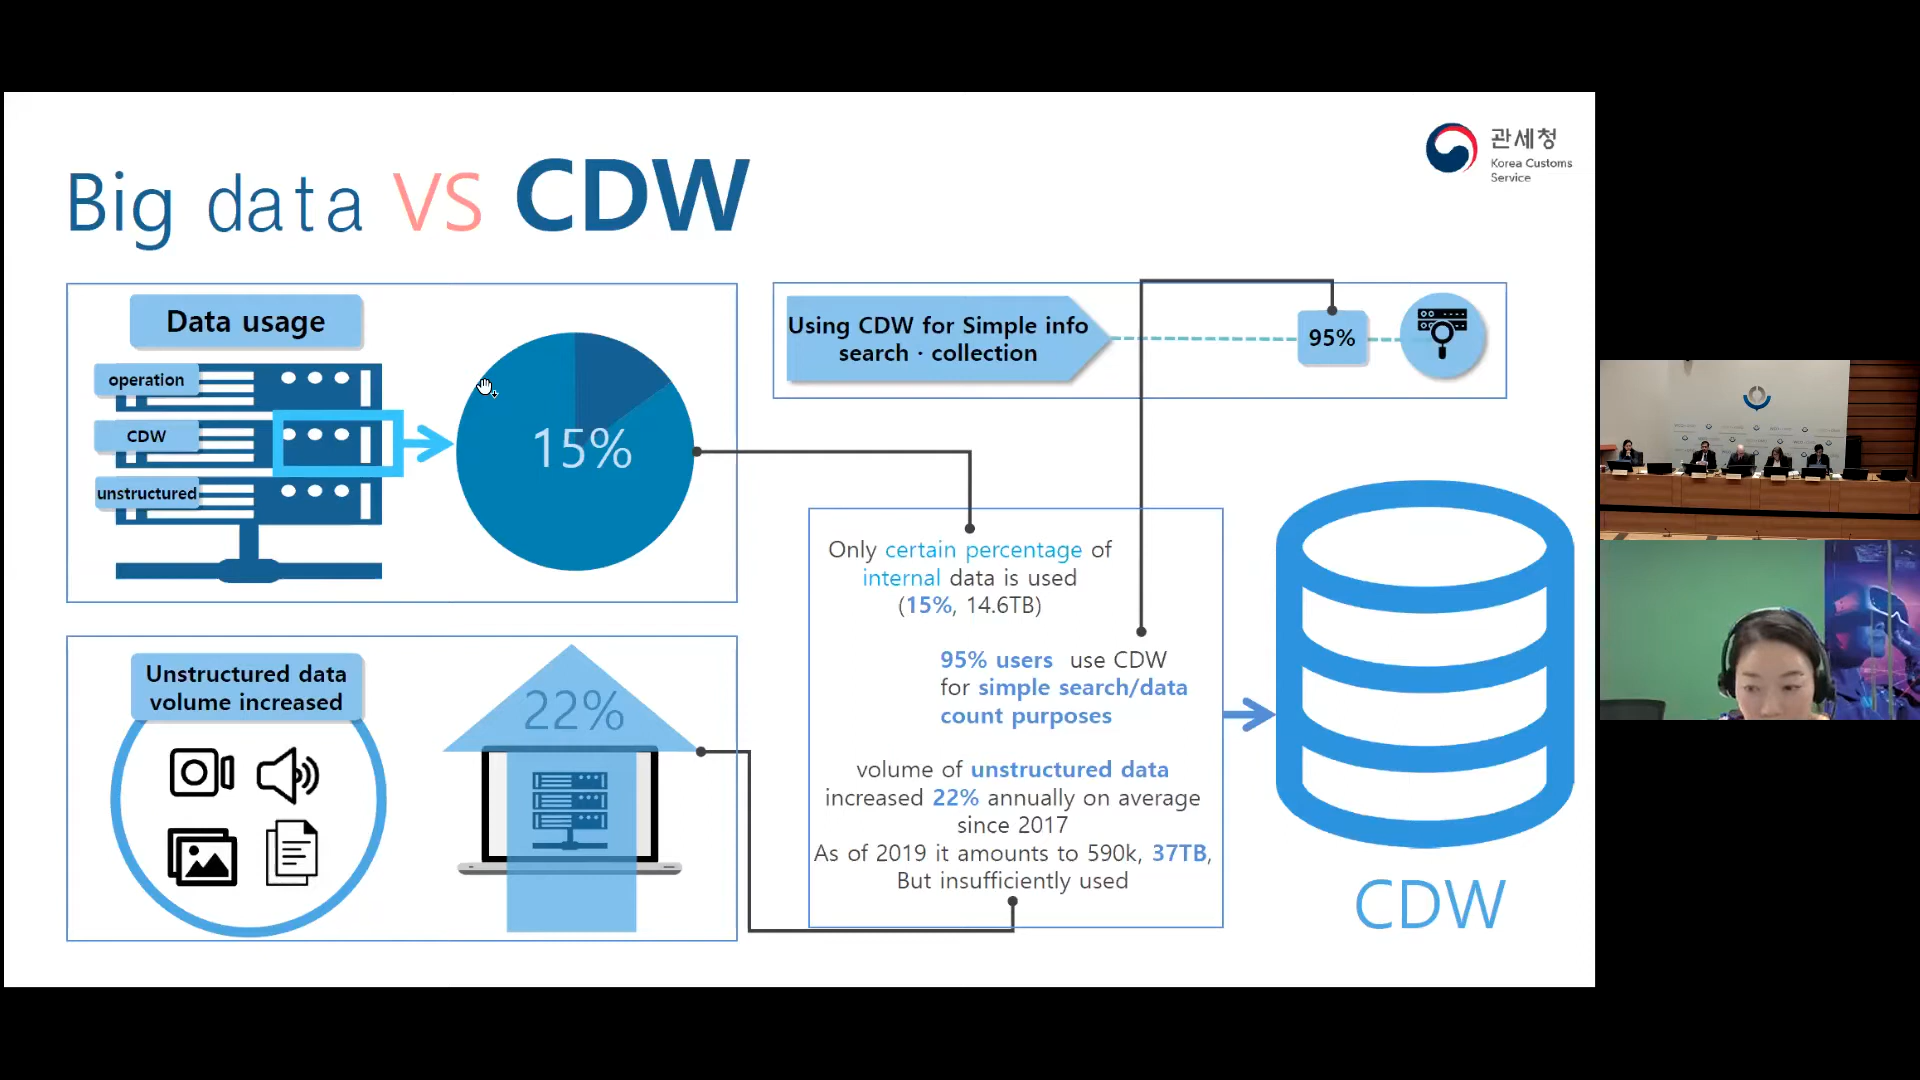 관세청
Korea Customs
Service
Big data VS CDW
Data usage
operation
CDW
unstructured
15%
Using CDW for Simple info
search · collection
95%
Only certain percentage of
internal data is used
(15%, 14.6TB)
95% users use CDW
for simple search/data
count purposes
volume of unstructured data
increased 22% annually on average
since 2017
As of 2019 it amounts to 590k, 37TB,
But insufficiently used
Unstructured data
volume increased
22%
CDW